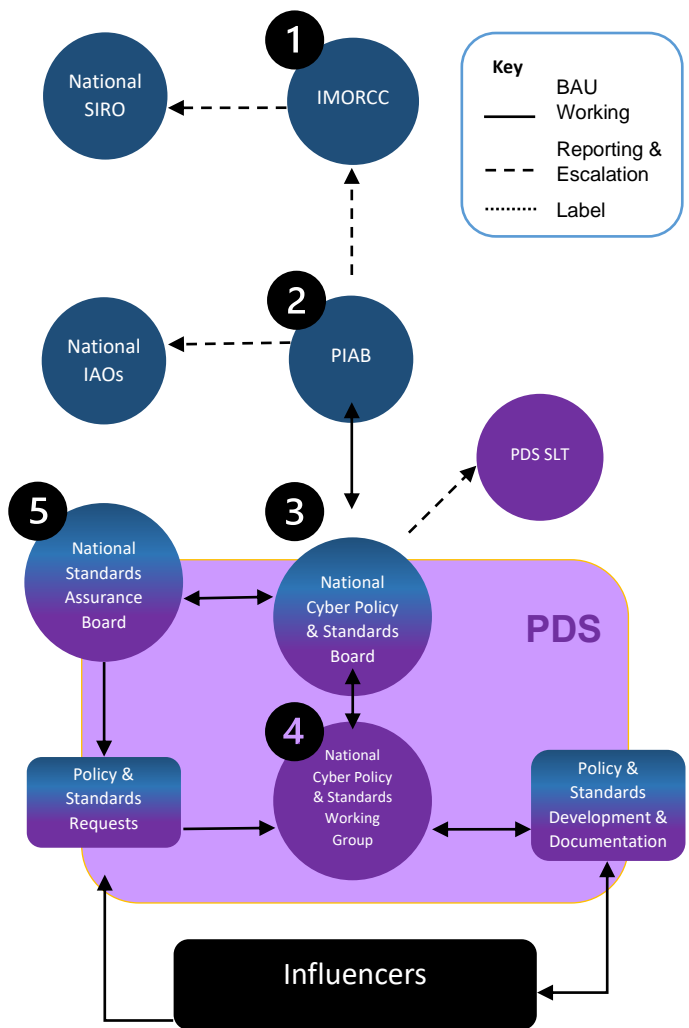 1
National
SIRO
IMORCC
Key
BAU
Working
Reporting &
Escalation
Label
2
National
IAOs
PIAB
PDS SLT
5
National
Standards
Assurance
Board
3
National
Cyber Policy
& Standards
Board
PDS
4
National
Cyber Policy
& Standards
Working
Group
Policy &
Standards
Requests
Policy &
Standards
Development &
Documentation
Influencers